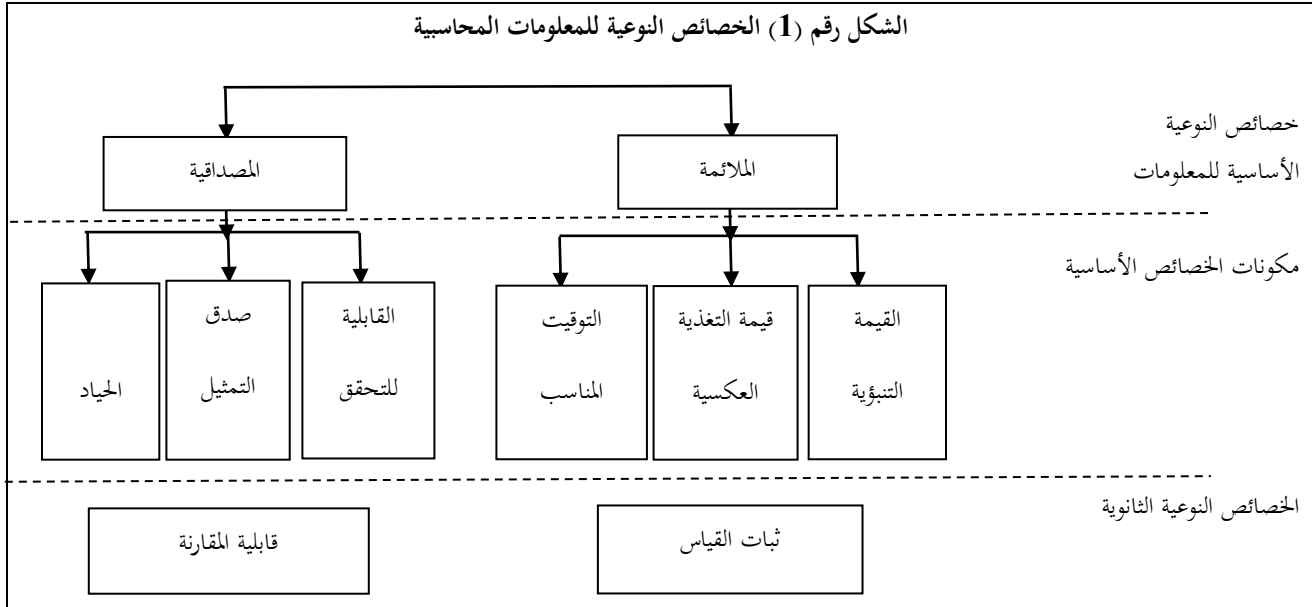 الشكل رقم (1) الخصائص النوعية للمعلومات المحاسبية
خصائص النوعية
الأساسية للمعلومات
الملائمة
المصداقية
مكونات الخصائص الأساسية
القيمة
التنبؤية
قيمة التغذية
العكسية
التوقيت
المناسب
القابلية
للتحقق
صدق
التمثيل
الحياد
الخصائص النوعية الثانوية
ثبات القياس
قابلية المقارنة